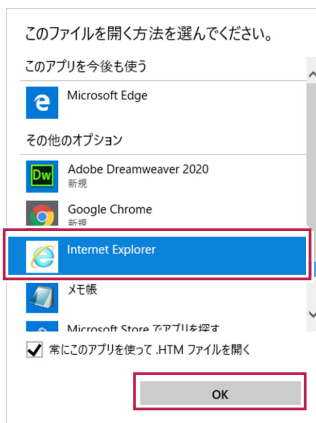 このファイルを開く方法を選んでください。
このアプリを今後も使う
Microsoft Edge
その他のオプション
Dw
Adobe Dreamweaver 2020
新規
Google Chrome
新規
Internet Explorer
メモ帳
Microsoft Store でアプリを探す
常にこのアプリを使って .HTM ファイルを開く
OK